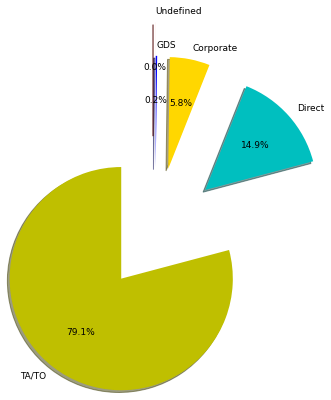 Undefined
GDS
Corporate
0.0%
0.2%
5.8%
Direct
14.9%
79.1%
TA/TO